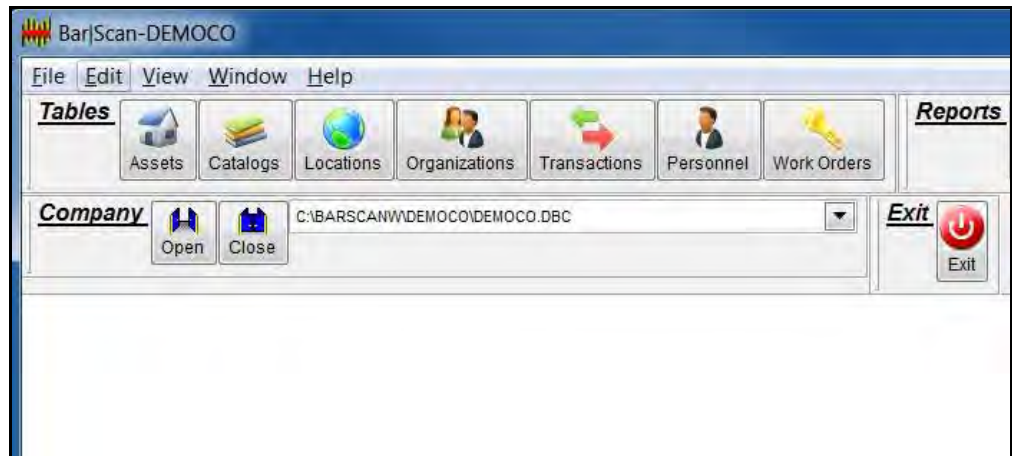 Bar|Scan-DEMOCO
File Edit View Window Help
Tables
Assets Catalogs Locations Organizations Transactions Personnel Work Orders
Reports
Company
Open Close
C:\BARSCANW\DEMOCO\DEMOCO.DBC
Exit
Exit